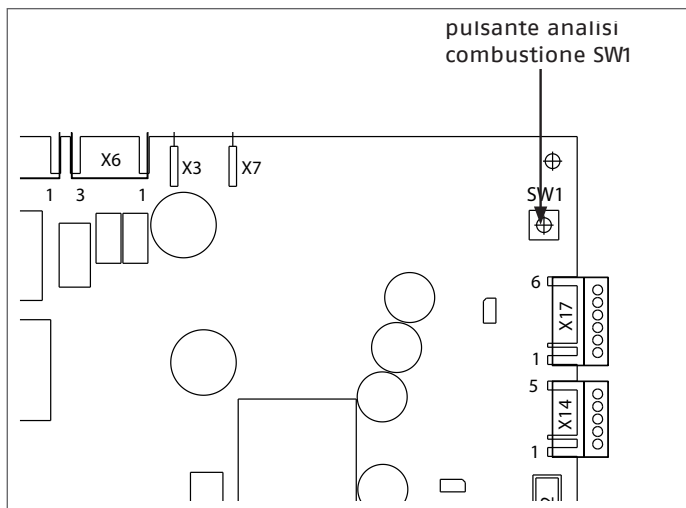 pulsante analisi
combustione SW1
X6
X3
X7
1
3
1
SW1
6
X17
1
5
X14
1